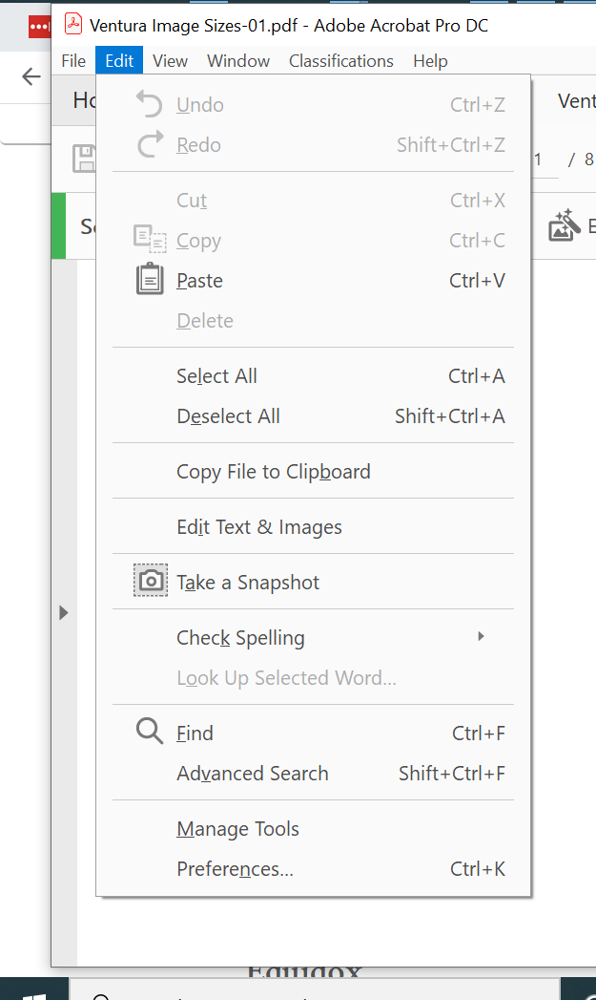 Ventura Image Sizes-01.pdf - Adobe Acrobat Pro DC
File Edit View Window Classifications Help
Undo Ctrl+Z
Redo Shift+Ctrl+Z
1 / 8
Cut Ctrl+X
Copy Ctrl+C
Paste Ctrl+V
Delete
Select All Ctrl+A
Deselect All Shift+Ctrl+A
Copy File to Clipboard
Edit Text & Images
Take a Snapshot
Check Spelling
Look Up Selected Word...
Find Ctrl+F
Advanced Search Shift+Ctrl+F
Manage Tools
Preferences... Ctrl+K
Equidox